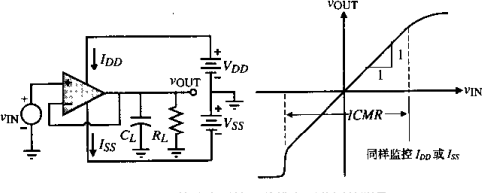 I_DD
V_DD
v_OUT
v_IN
C_L
R_L
V_SS
I_SS
v_OUT
1
1
v_IN
ICMR
同样监控 I_DD 或 I_SS